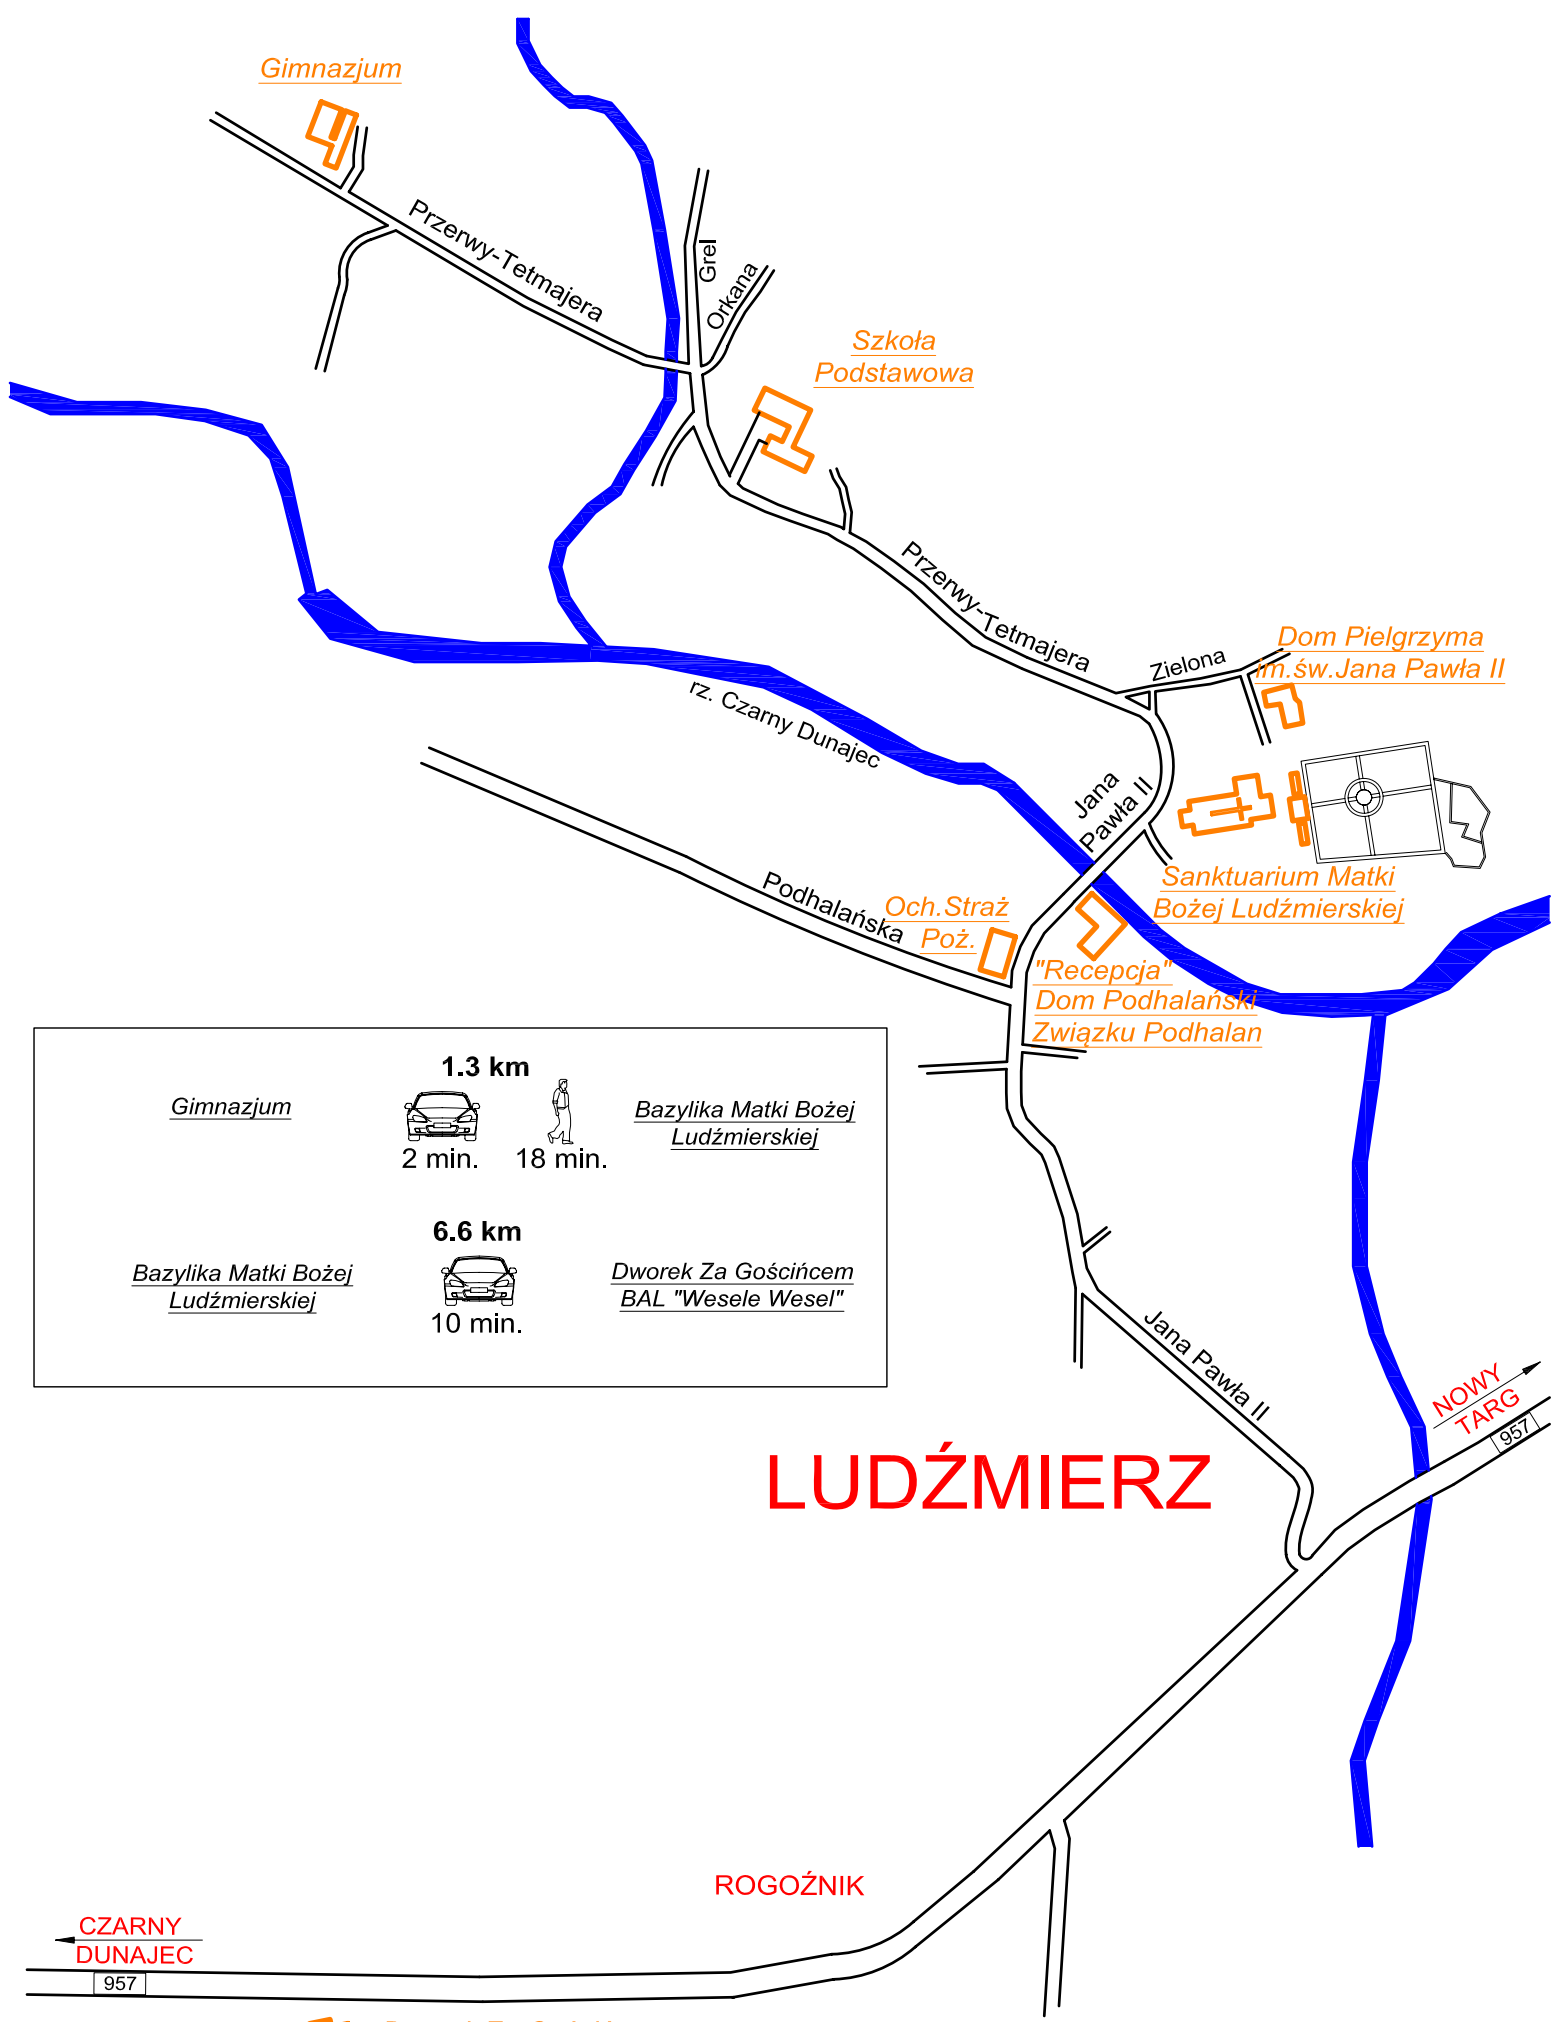 Gimnazjum
Przerwy-Tetmajera
Grel
Orkana
Szkoła
Podstawowa
Przerwy-Tetmajera
Zielona
Dom Pielgrzyma
im.św.Jana Pawła II
rz. Czarny Dunajec
Jana
Pawła II
Podhalańska
Och.Straż
Poż.
Sanktuarium Matki
Bożej Ludźmierskiej
"Recepcja"
Dom Podhalański
Związku Podhalan
1.3 km
Gimnazjum
2 min.
18 min.
Bazylika Matki Bożej
Ludźmierskiej
6.6 km
Bazylika Matki Bożej
Ludźmierskiej
10 min.
Dworek Za Gościńcem
BAL "Wesele Wesel"
Jana Pawła II
NOWY
TARG
957
LUDŹMIERZ
ROGOŹNIK
CZARNY
DUNAJEC
957